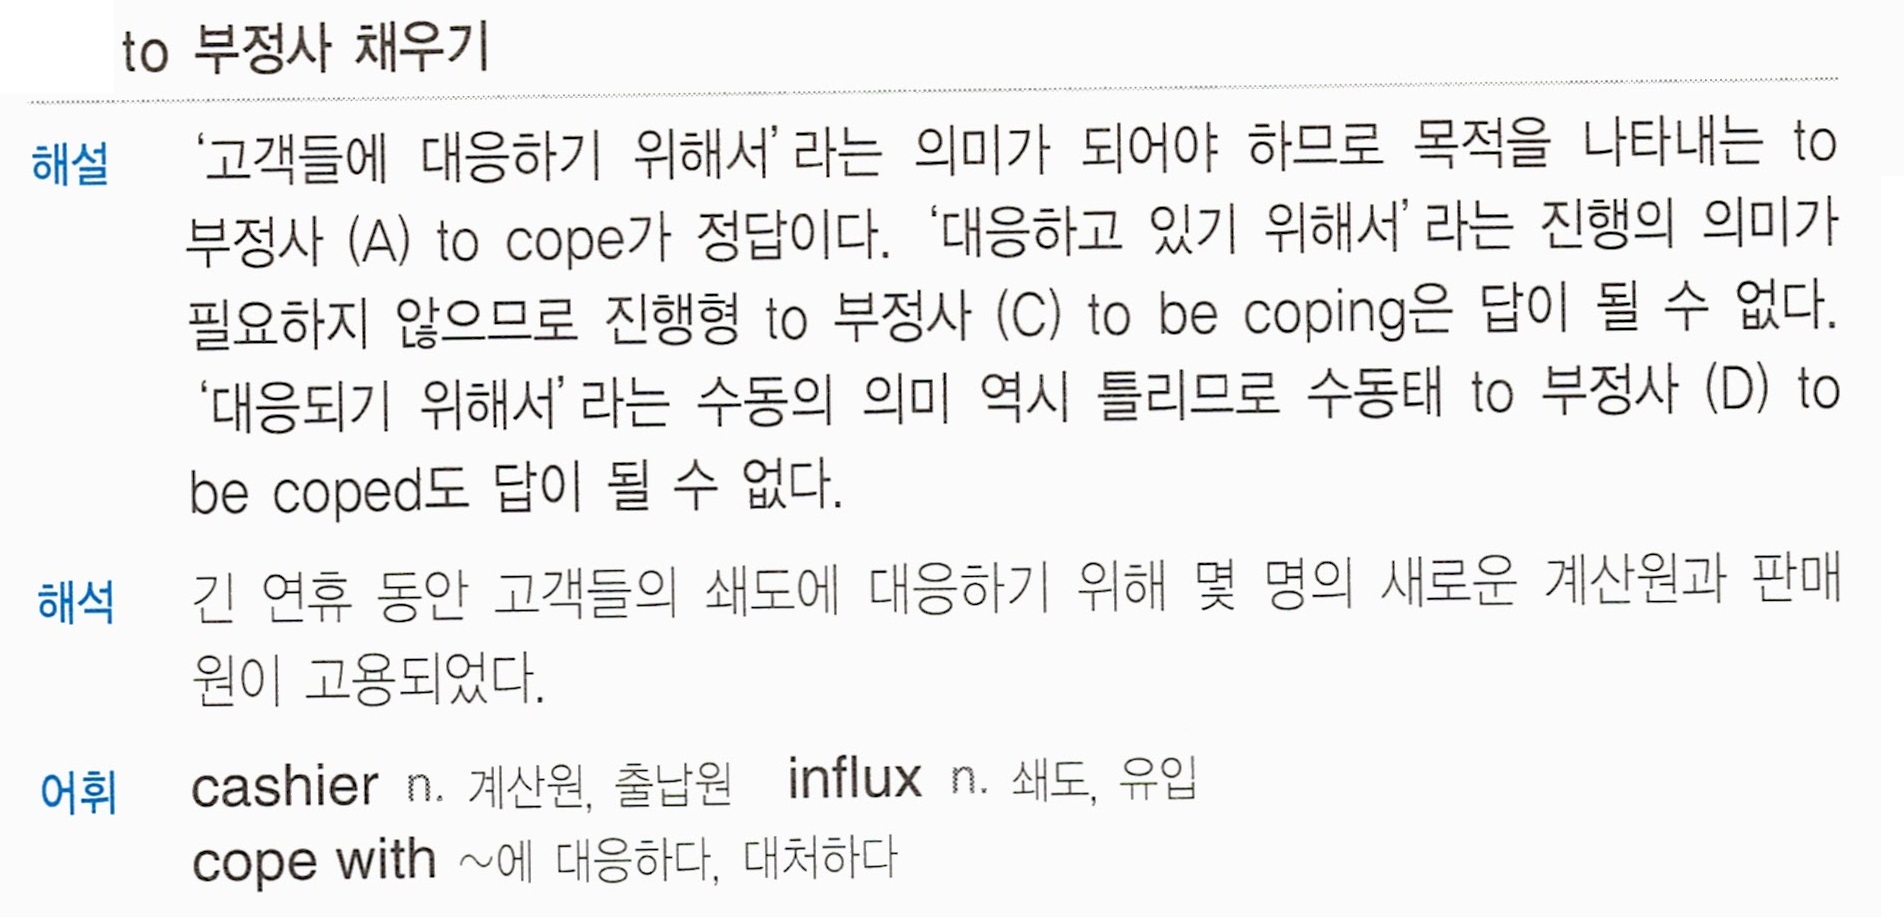 to 부정사 채우기
해설 ‘고객들에 대응하기 위해서’라는 의미가 되어야 하므로 목적을 나타내는 to
부정사 (A) to cope가 정답이다. ‘대응하고 있기 위해서’라는 진행의 의미가
필요하지 않으므로 진행형 to 부정사 (C) to be coping은 답이 될 수 없다.
‘대응되기 위해서’라는 수동의 의미 역시 틀리므로 수동태 to 부정사 (D) to
be coped도 답이 될 수 없다.
해석 긴 연휴 동안 고객들의 쇄도에 대응하기 위해 몇 명의 새로운 계산원과 판매
원이 고용되었다.
어휘 cashier n. 계산원, 출납원 influx n. 쇄도, 유입
cope with ~에 대응하다, 대처하다